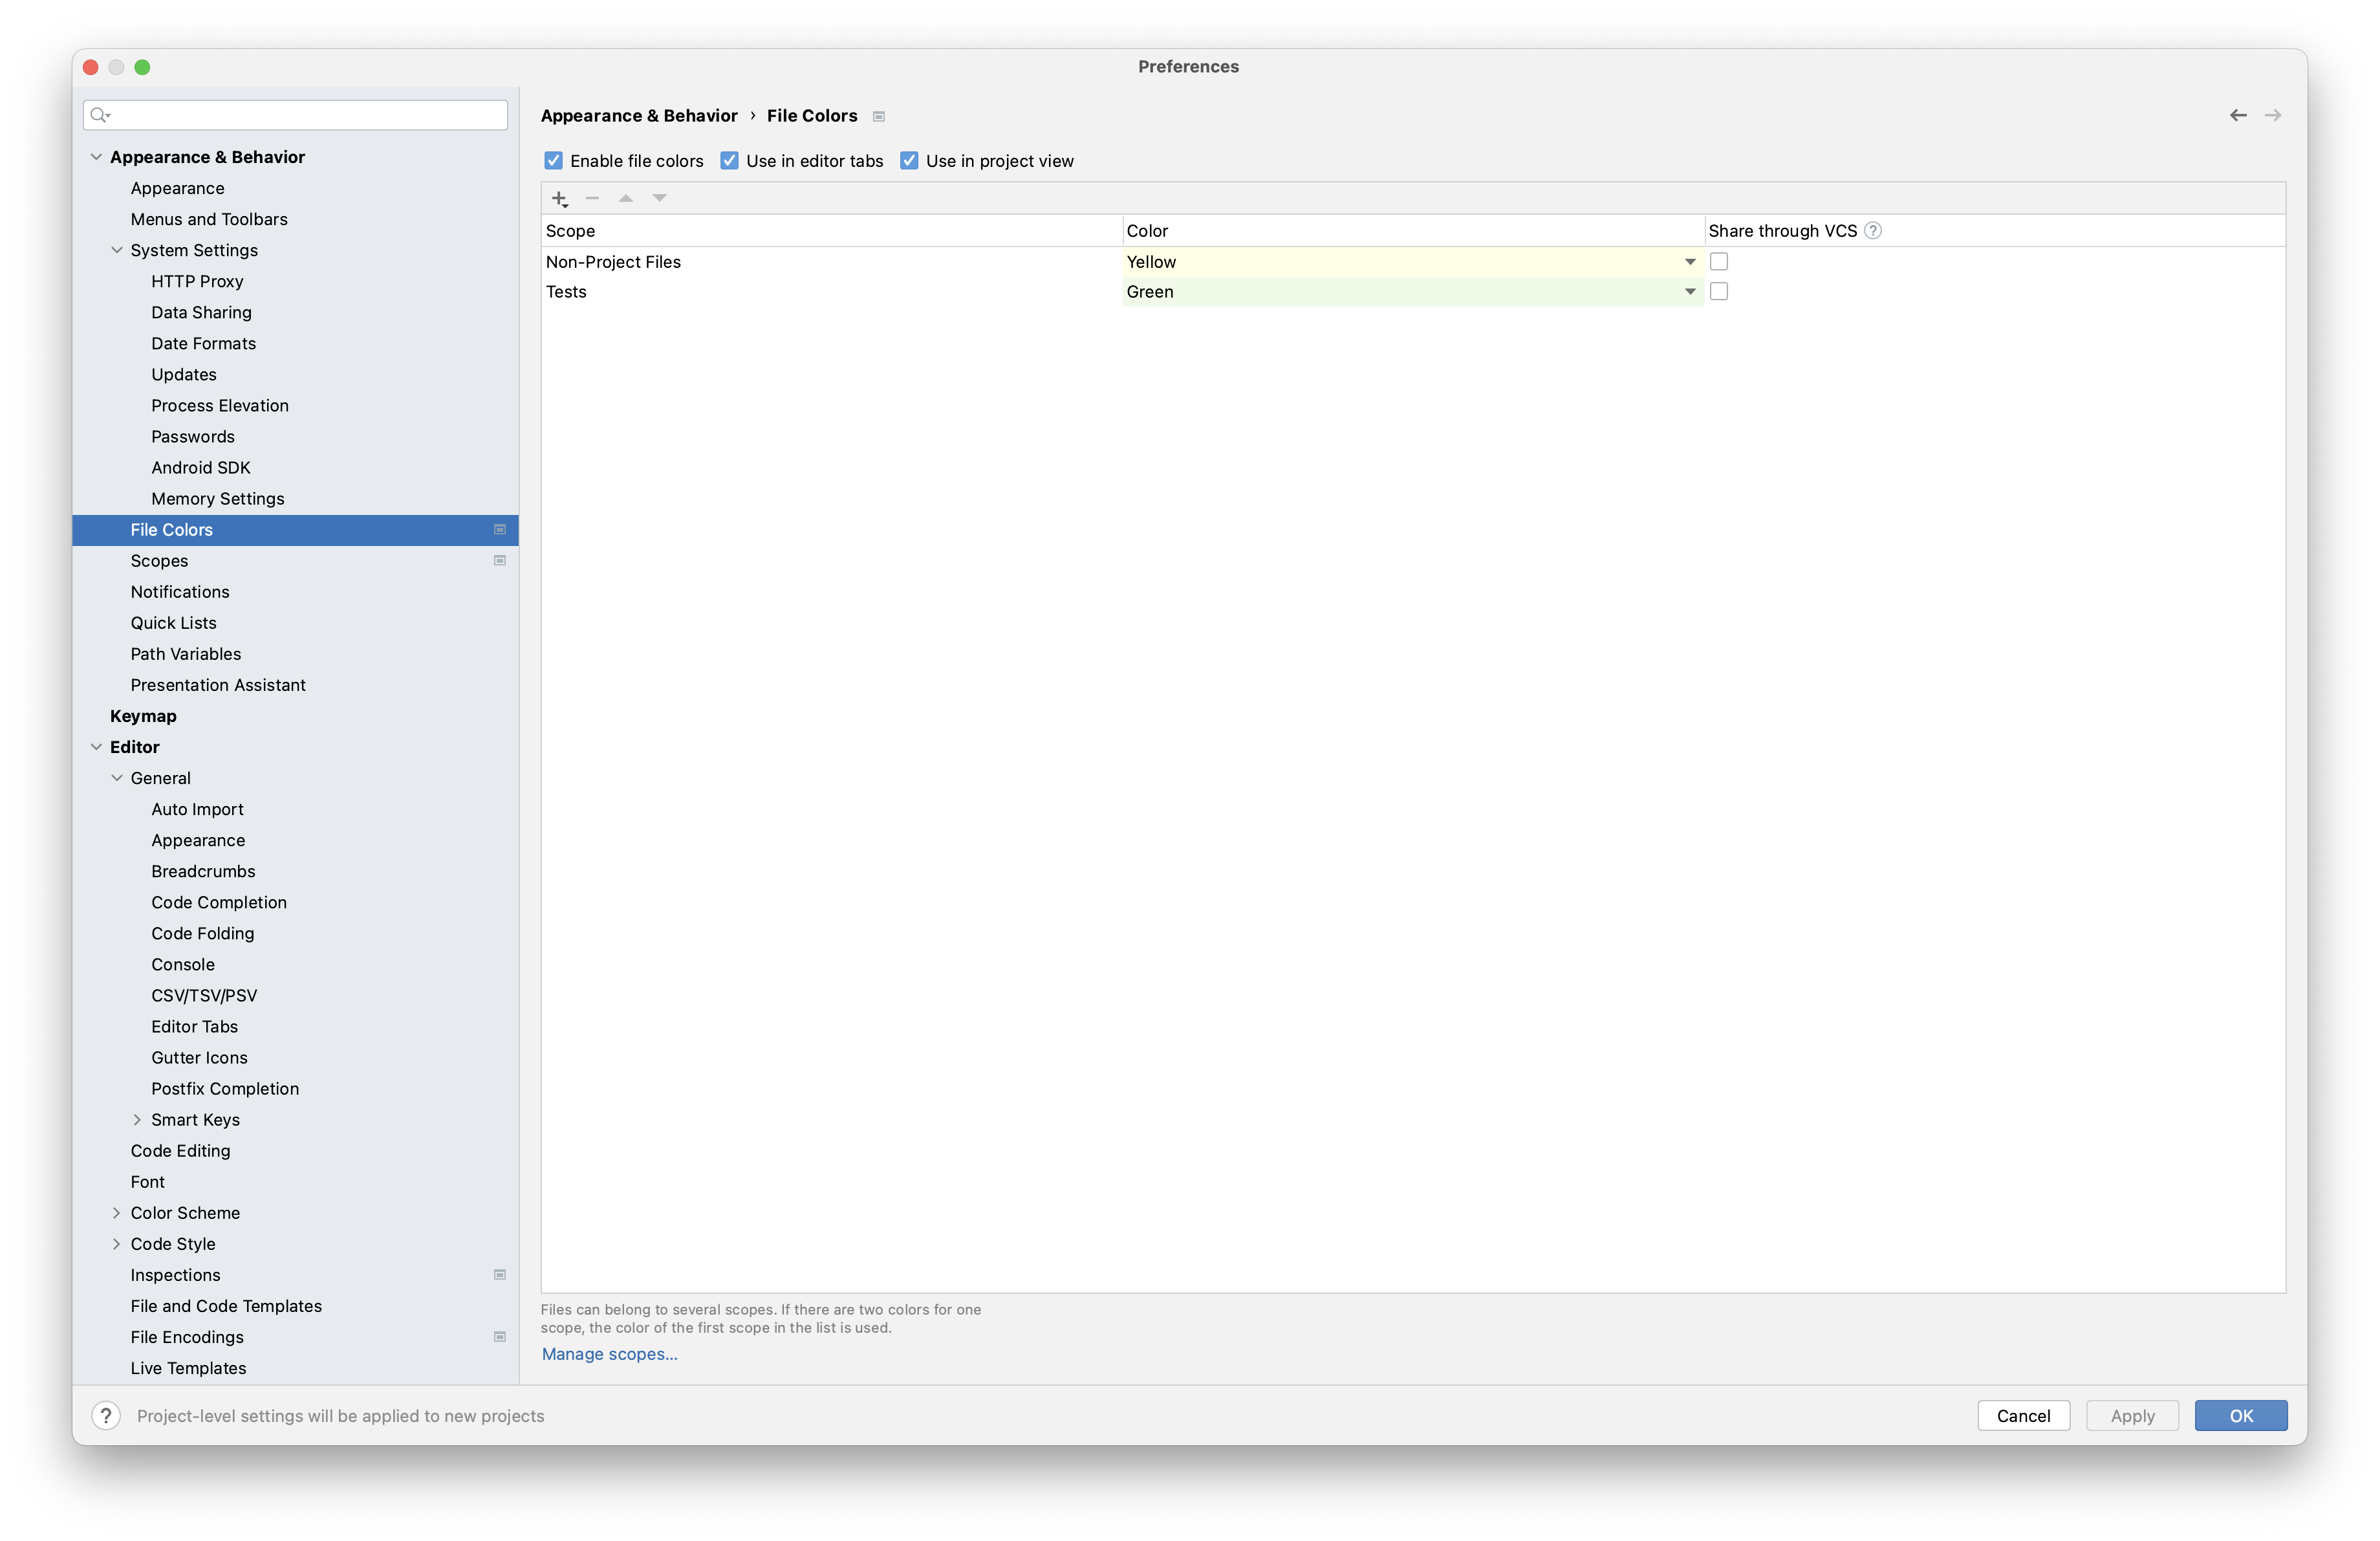 Preferences
Appearance & Behavior
Appearance
Menus and Toolbars
System Settings
HTTP Proxy
Data Sharing
Date Formats
Updates
Process Elevation
Passwords
Android SDK
Memory Settings
File Colors
Scopes
Notifications
Quick Lists
Path Variables
Presentation Assistant
Keymap
Editor
General
Auto Import
Appearance
Breadcrumbs
Code Completion
Code Folding
Console
CSV/TSV/PSV
Editor Tabs
Gutter Icons
Postfix Completion
Smart Keys
Code Editing
Font
Color Scheme
Code Style
Inspections
File and Code Templates
File Encodings
Live Templates
Appearance & Behavior › File Colors
Enable file colors Use in editor tabs Use in project view
Scope Color Share through VCS ?
Non-Project Files Yellow
Tests Green
Files can belong to several scopes. If there are two colors for one
scope, the color of the first scope in the list is used.
Manage scopes...
? Project-level settings will be applied to new projects
Cancel Apply OK